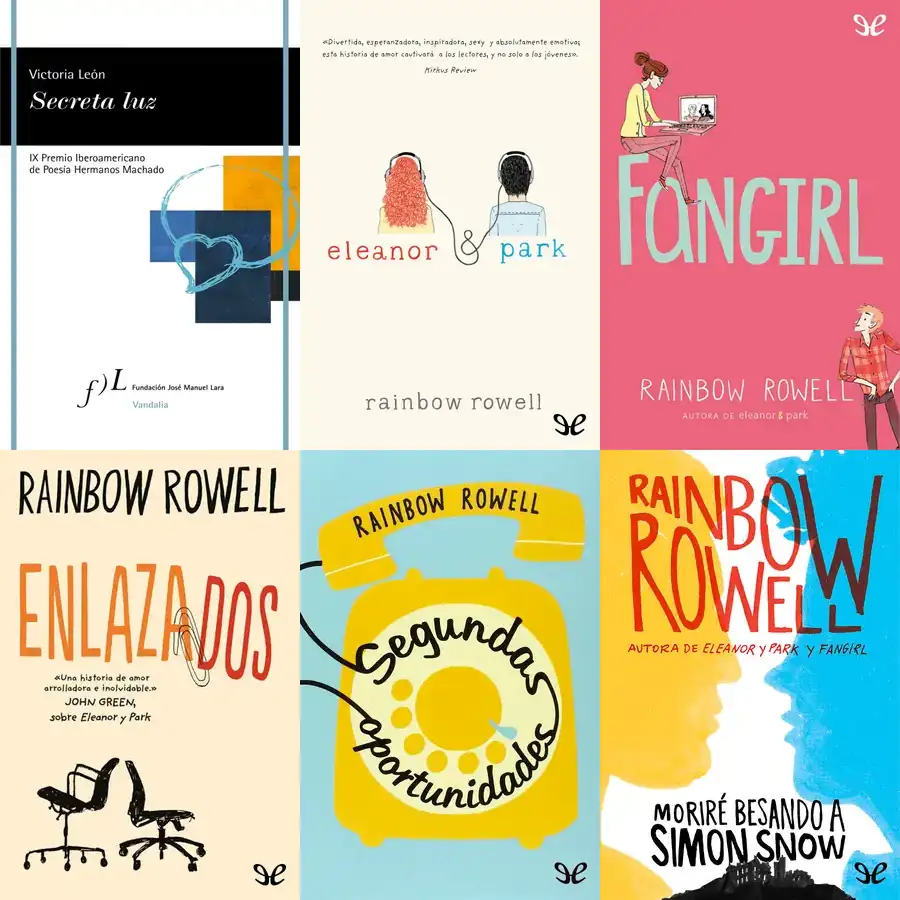 Victoria León
Secreta luz
IX Premio Iberoamericano
de Poesía Hermanos Machado
f)L Fundación José Manuel Lara
Vandalia
«Divertida, esperanzadora, inspiradora, sexy y absolutamente emotiva;
esta historia de amor cautivará a los lectores, y no solo a los jóvenes».
Kirkus Review
eleanor & park
rainbow rowell
FANGIRL
RAINBOW ROWELL
AUTORA DE eleanor & park
RAINBOW ROWELL
ENLAZADOS
«Una historia de amor
arrolladora e inolvidable.»
JOHN GREEN,
sobre Eleanor y Park
RAINBOW ROWELL
Segundas
oportunidades
RAINBOW
ROWELL
AUTORA DE ELEANOR Y PARK Y FANGIRL
MORIRÉ BESANDO A
SIMON SNOW